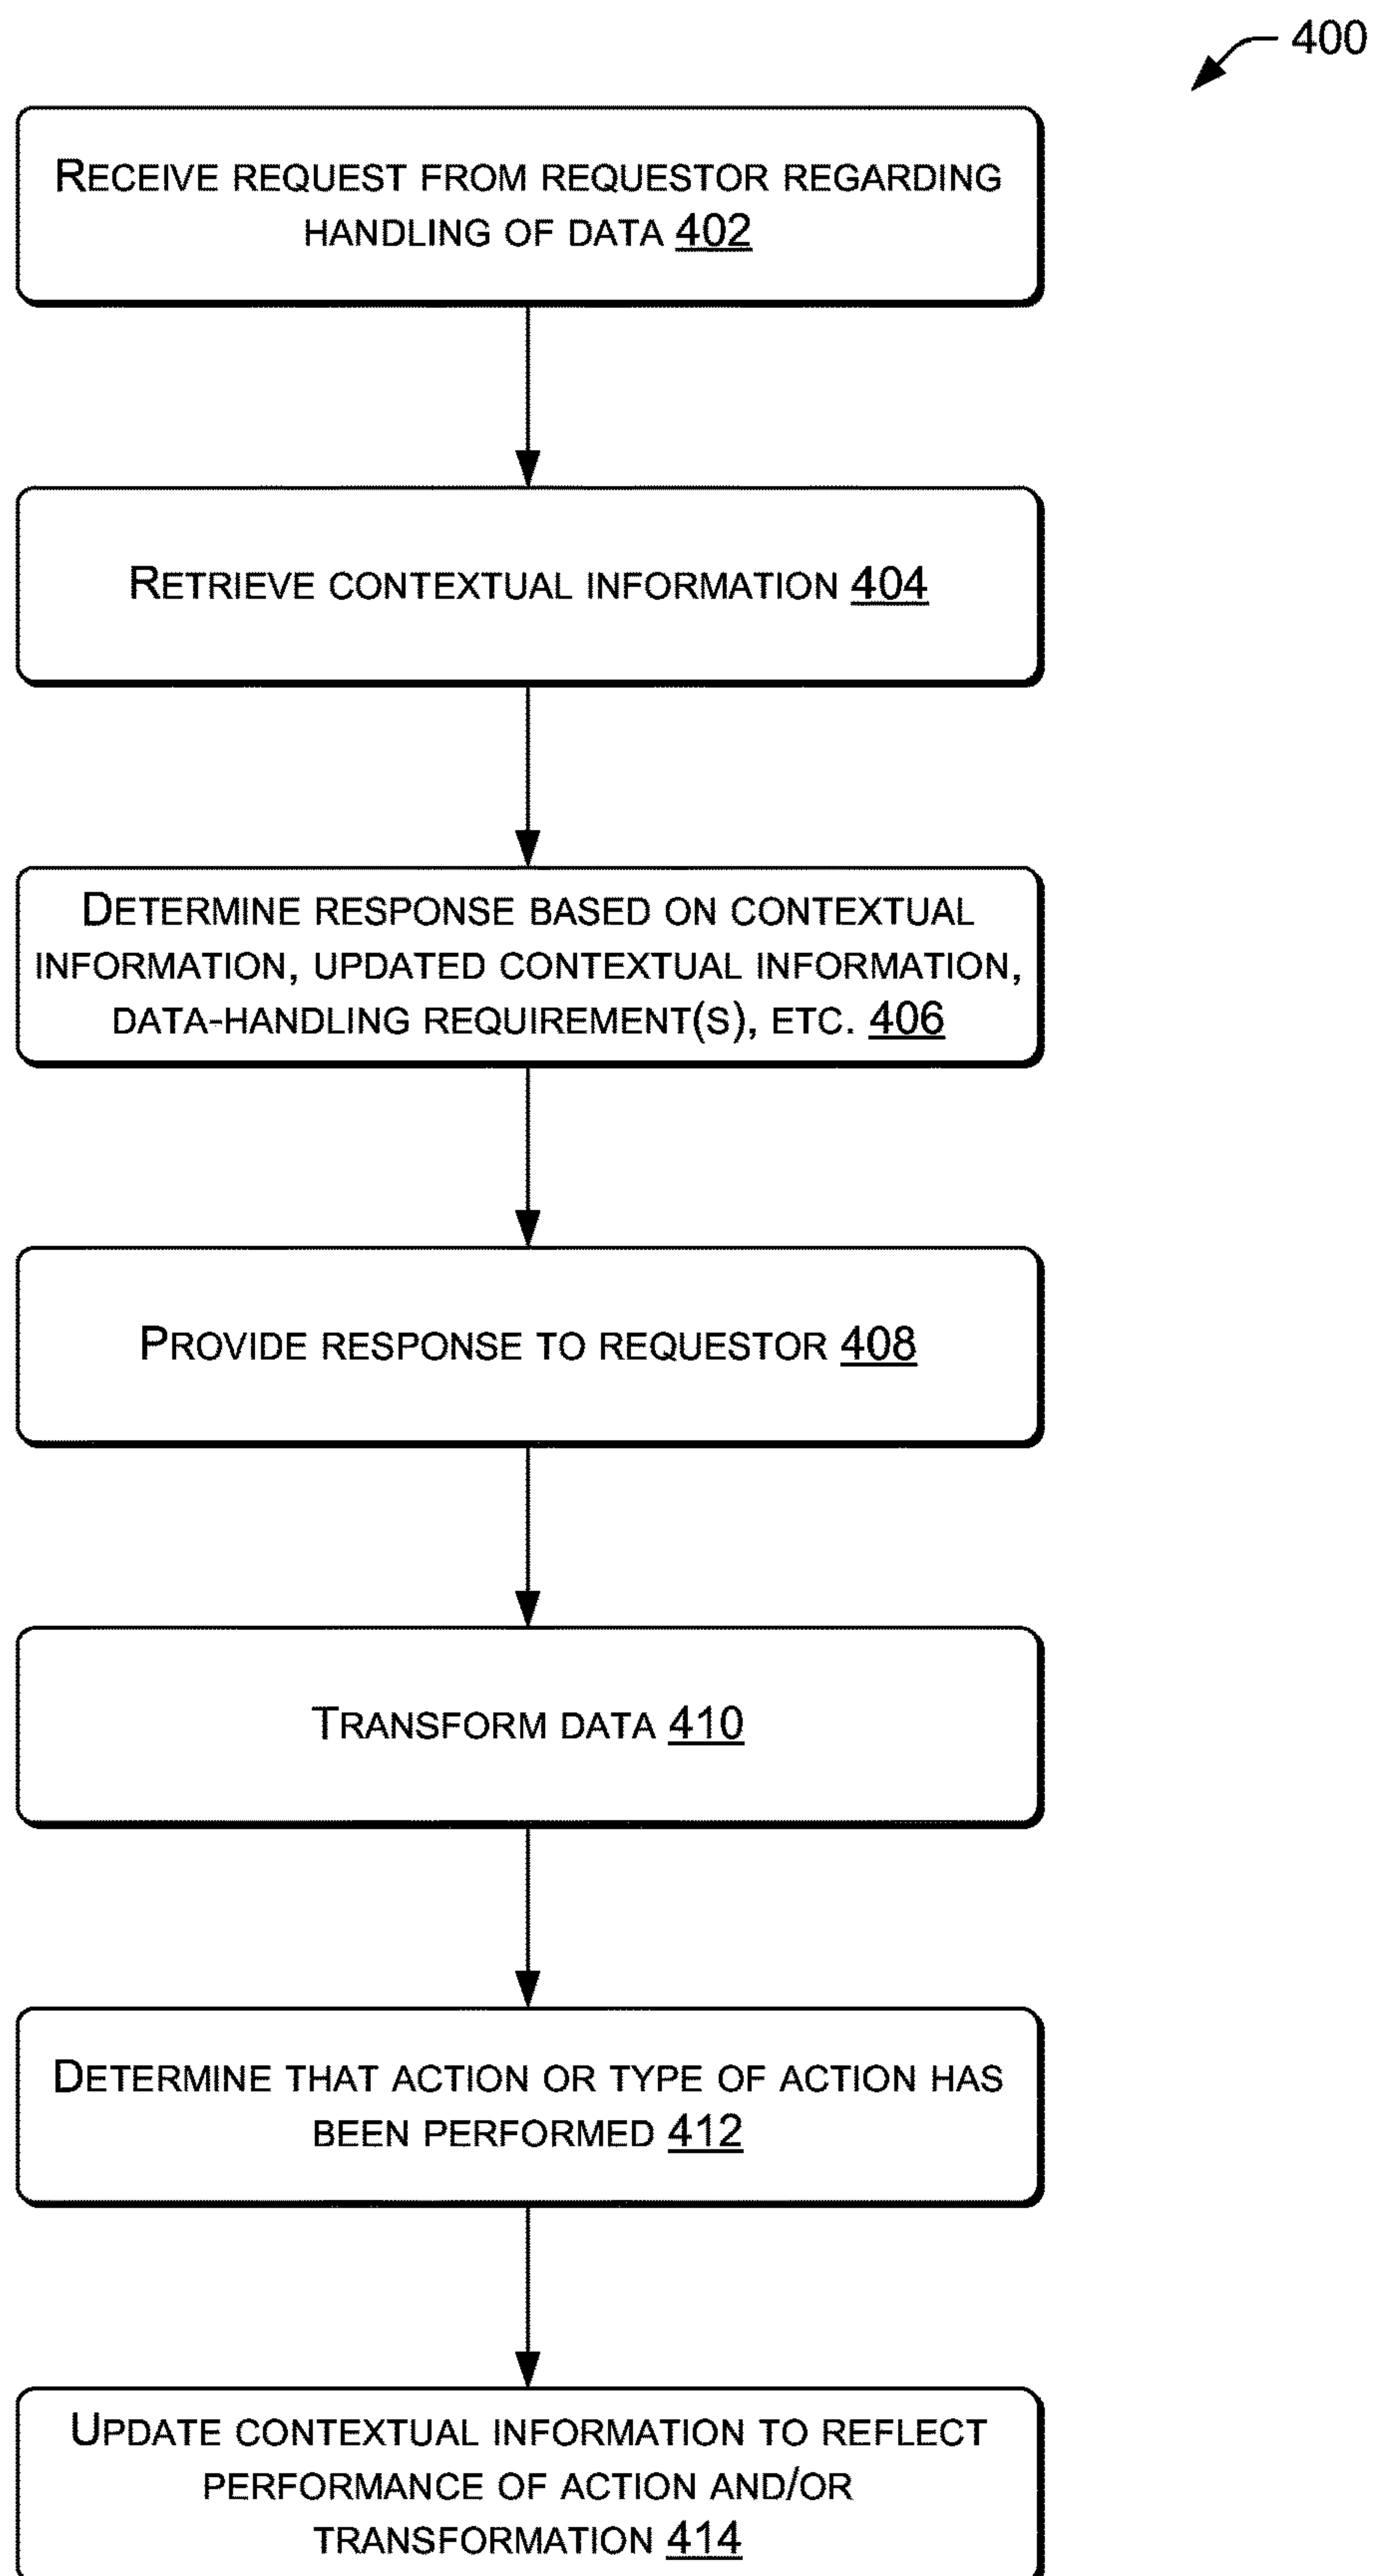 400
RECEIVE REQUEST FROM REQUESTOR REGARDING
HANDLING OF DATA 402
RETRIEVE CONTEXTUAL INFORMATION 404
DETERMINE RESPONSE BASED ON CONTEXTUAL
INFORMATION, UPDATED CONTEXTUAL INFORMATION,
DATA-HANDLING REQUIREMENT(S), ETC. 406
PROVIDE RESPONSE TO REQUESTOR 408
TRANSFORM DATA 410
DETERMINE THAT ACTION OR TYPE OF ACTION HAS
BEEN PERFORMED 412
UPDATE CONTEXTUAL INFORMATION TO REFLECT
PERFORMANCE OF ACTION AND/OR
TRANSFORMATION 414